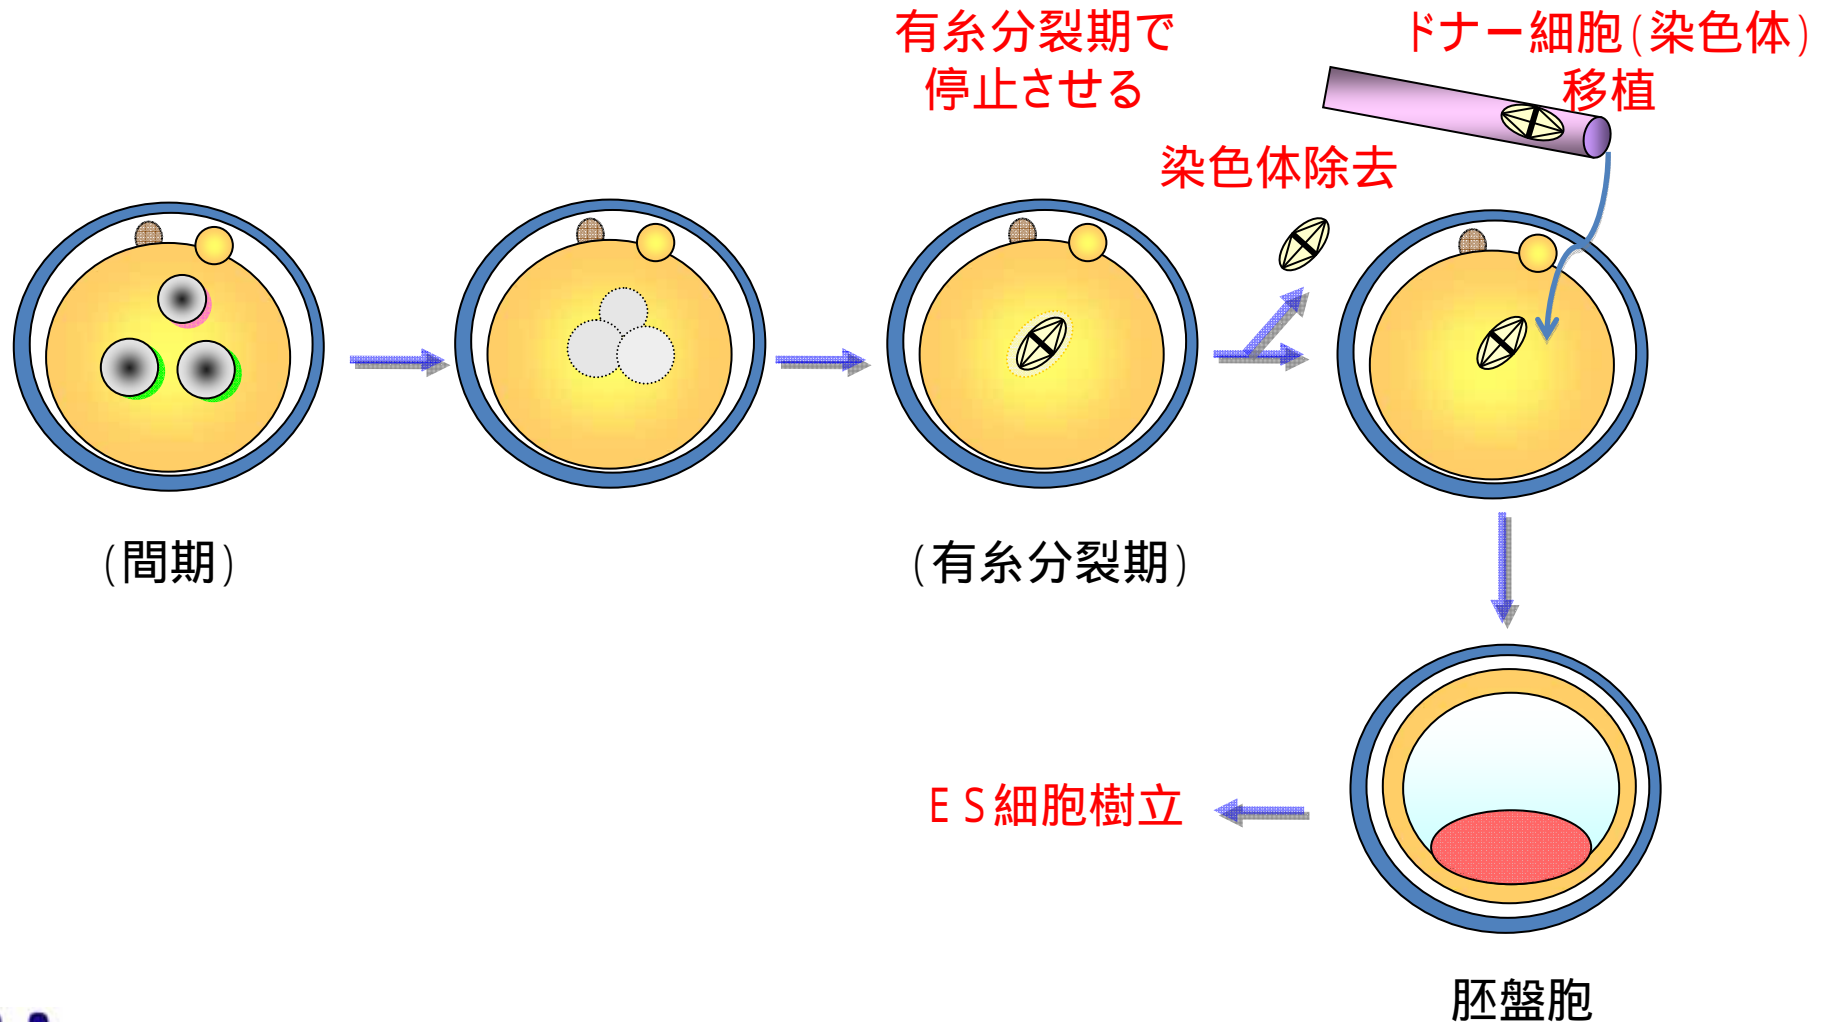 有糸分裂期で
停止させる
ドナー細胞(染色体)
移植
染色体除去
(間期)
(有糸分裂期)
ES細胞樹立
胚盤胞